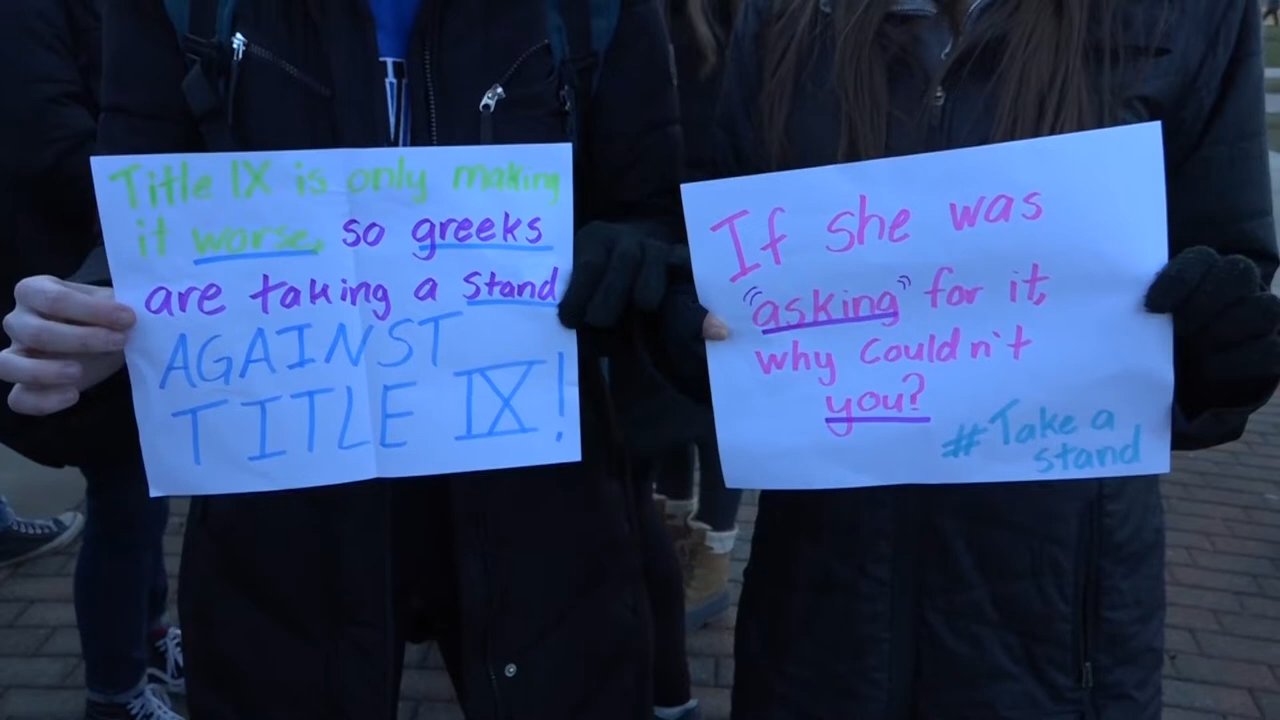 Title IX is only making
it worse, so greeks
are taking a stand
AGAINST
TITLE IX!
If she was
"asking" for it,
why couldn't
you?
#Take a
stand